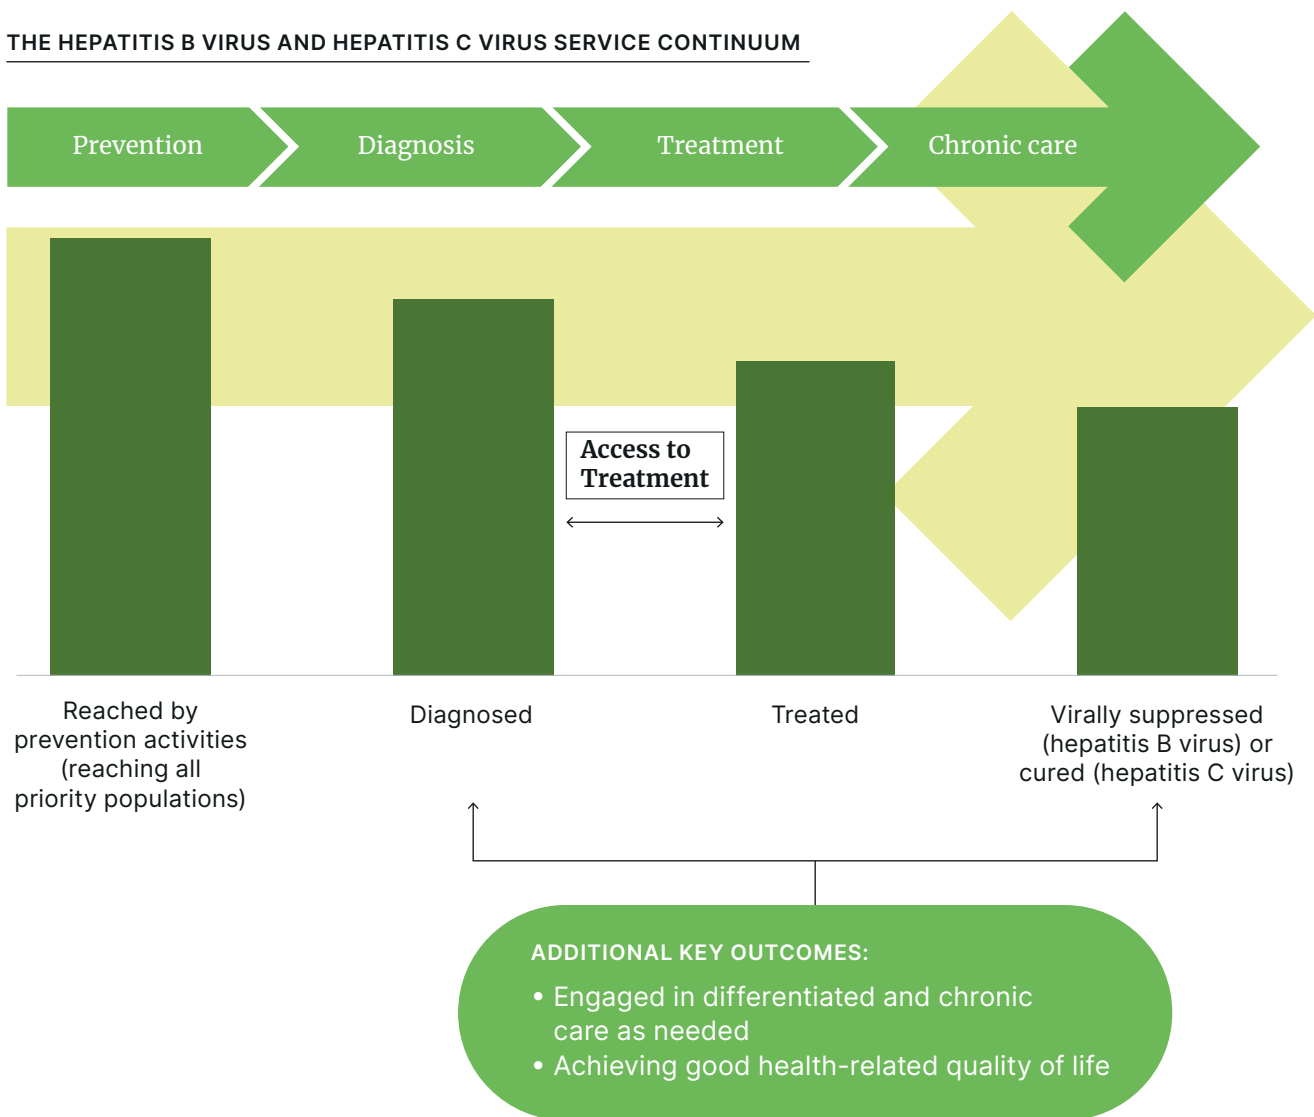 THE HEPATITIS B VIRUS AND HEPATITIS C VIRUS SERVICE CONTINUUM
Prevention
Diagnosis
Treatment
Chronic care
Access to
Treatment
Reached by
prevention activities
(reaching all
priority populations)
Diagnosed
Treated
Virally suppressed
(hepatitis B virus) or
cured (hepatitis C virus)
ADDITIONAL KEY OUTCOMES:
• Engaged in differentiated and chronic
care as needed
• Achieving good health-related quality of life